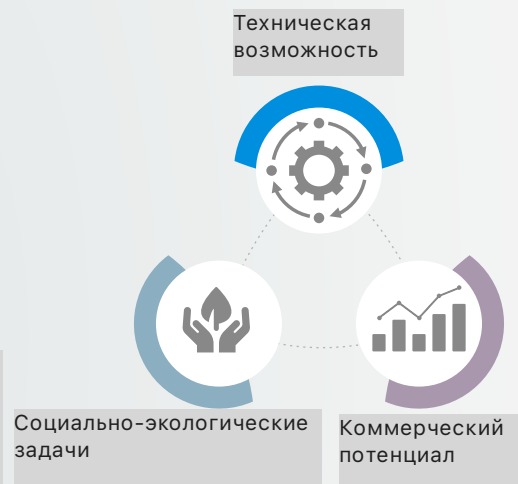 Техническая
возможность
Социально-экологические
задачи
Коммерческий
потенциал